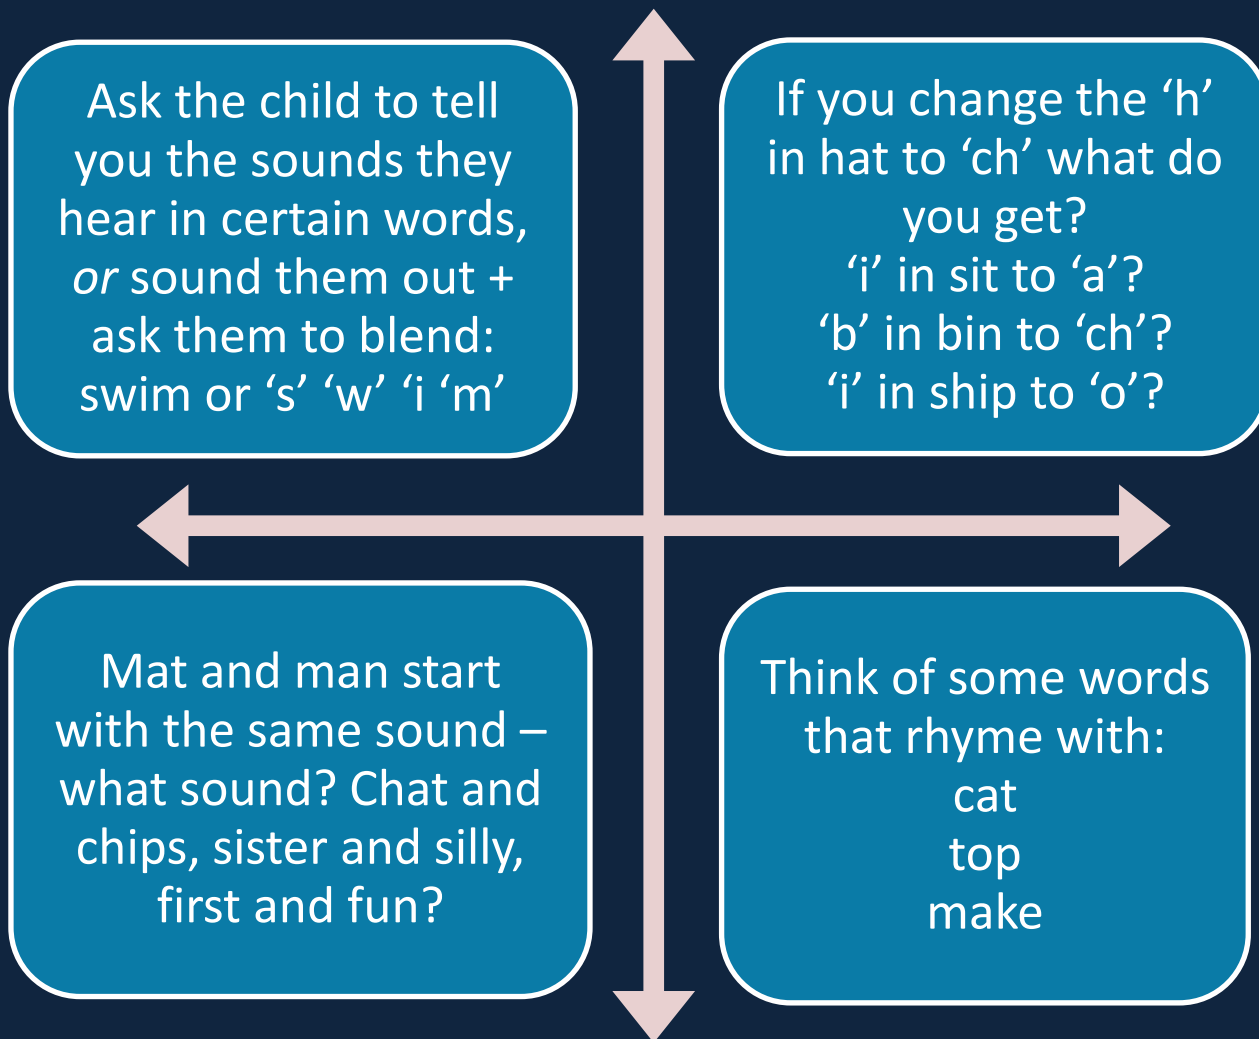 Ask the child to tell
you the sounds they
hear in certain words,
or sound them out +
ask them to blend:
swim or ‘s’ ‘w’ ‘i ‘m’
If you change the ‘h’
in hat to ‘ch’ what do
you get?
‘i’ in sit to ‘a’?
‘b’ in bin to ‘ch’?
‘i’ in ship to ‘o’?
Mat and man start
with the same sound –
what sound? Chat and
chips, sister and silly,
first and fun?
Think of some words
that rhyme with:
cat
top
make